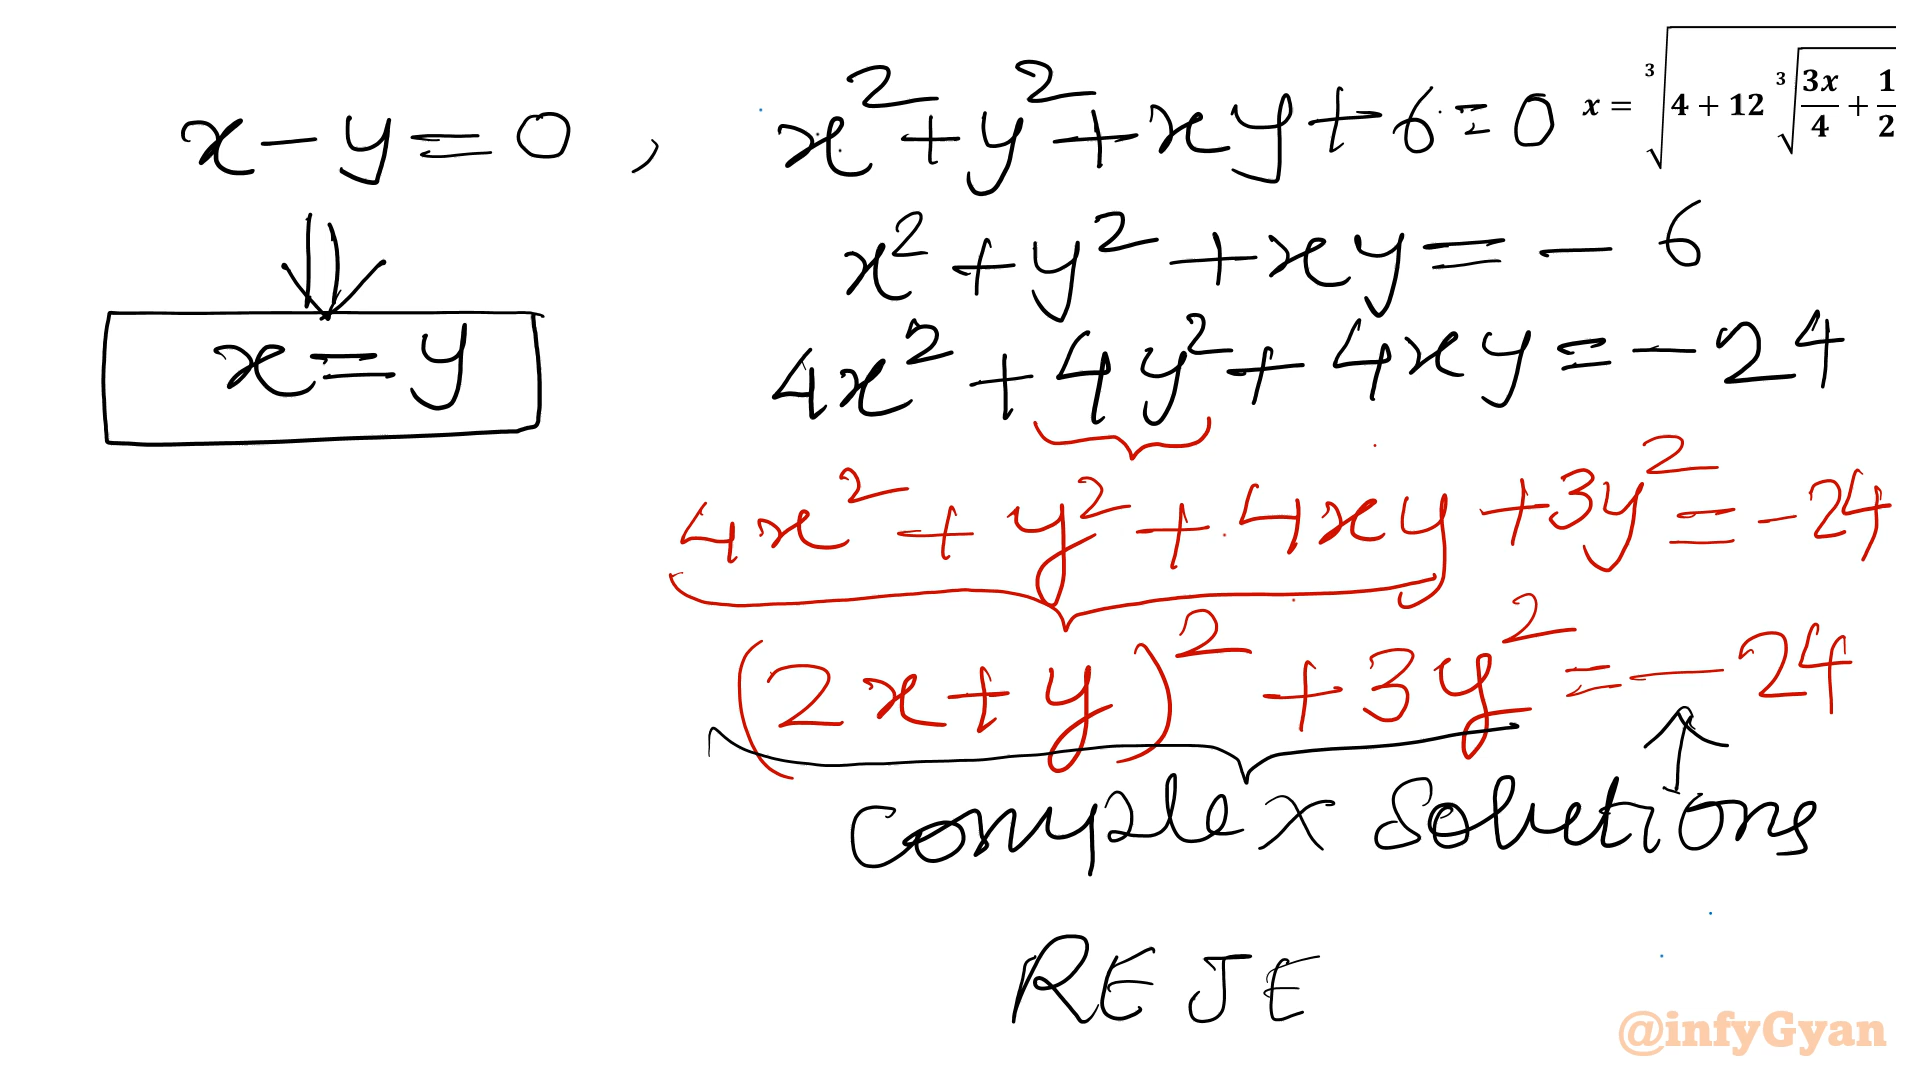 x - y = 0 , x² + y² + xy + 6 = 0
x = ∛(4 + 12 ∛(3x/4 + 1/2))
x² + y² + xy = - 6
x = y
4x² + 4y² + 4xy = - 24
4x² + y² + 4xy + 3y² = - 24
(2x + y)² + 3y² = - 24
complex solutions
REJE
@infyGyan